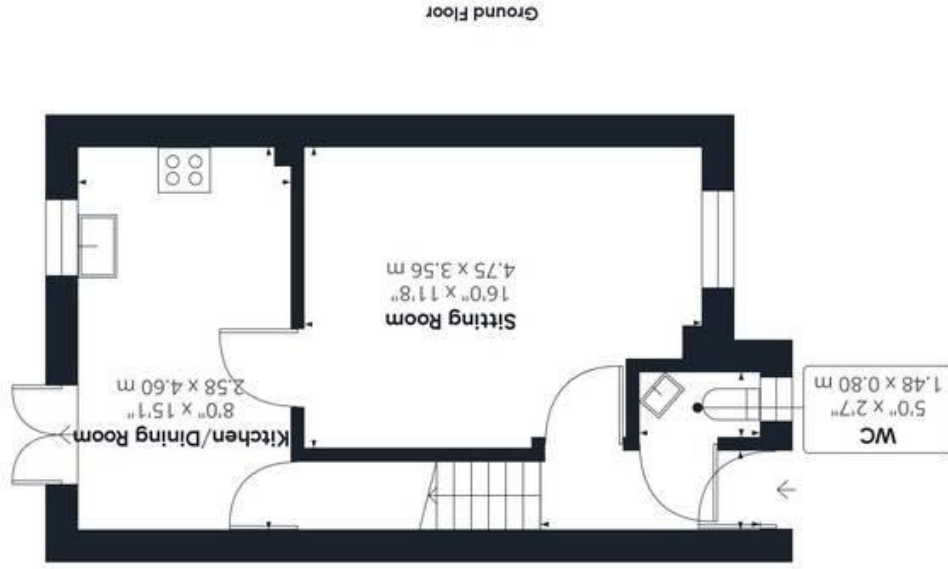 WC
5'0" x 2'7"
1.48 x 0.80 m
Kitchen/Dining Room
8'0" x 15'1"
2.58 x 4.60 m
Sitting Room
16'0" x 11'8"
4.75 x 3.56 m
Ground Floor